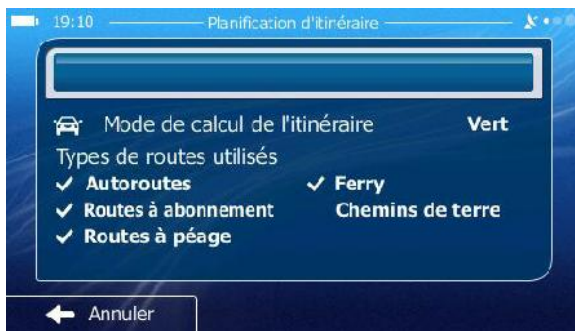 19:10 Planification d'itinéraire
Mode de calcul de l'itinéraire Vert
Types de routes utilisés
Autoroutes Ferry
Routes à abonnement Chemins de terre
Routes à péage
Annuler